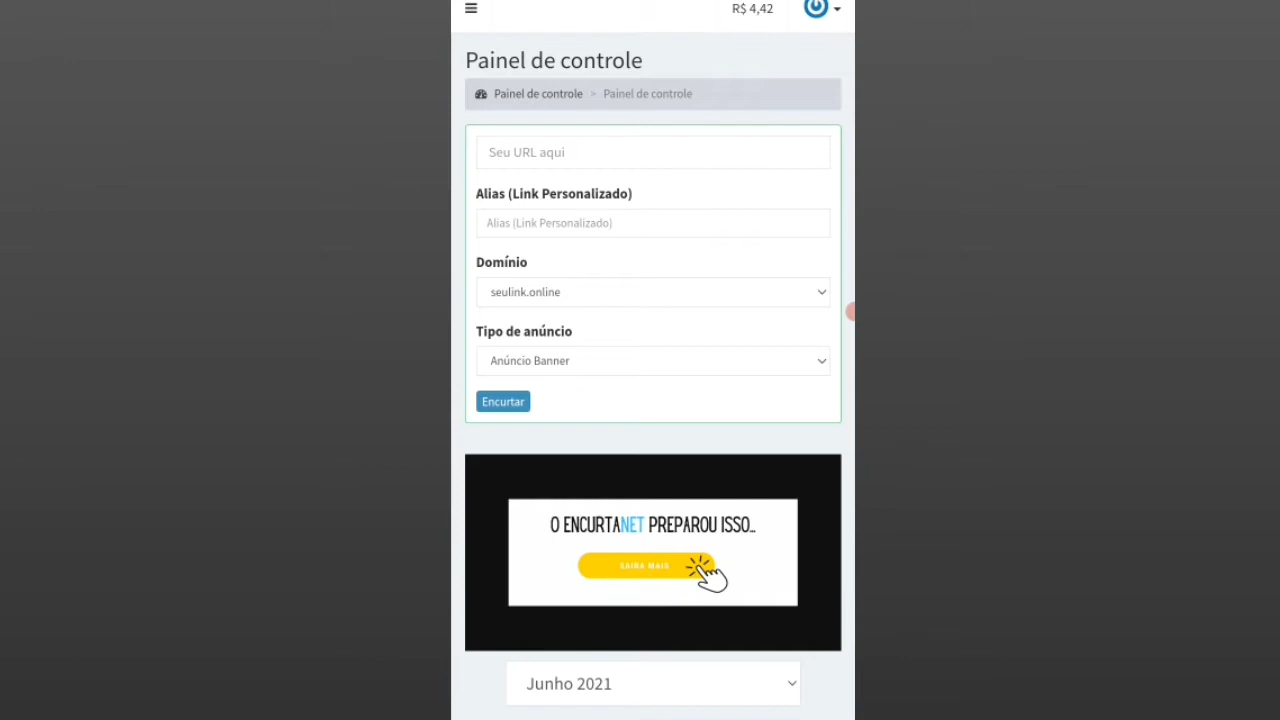 R$ 4,42
Painel de controle
Painel de controle > Painel de controle
Seu URL aqui
Alias (Link Personalizado)
Alias (Link Personalizado)
Domínio
seulink.online
Tipo de anúncio
Anúncio Banner
Encurtar
O ENCURTANET PREPAROU ISSO...
SAIBA MAIS
Junho 2021